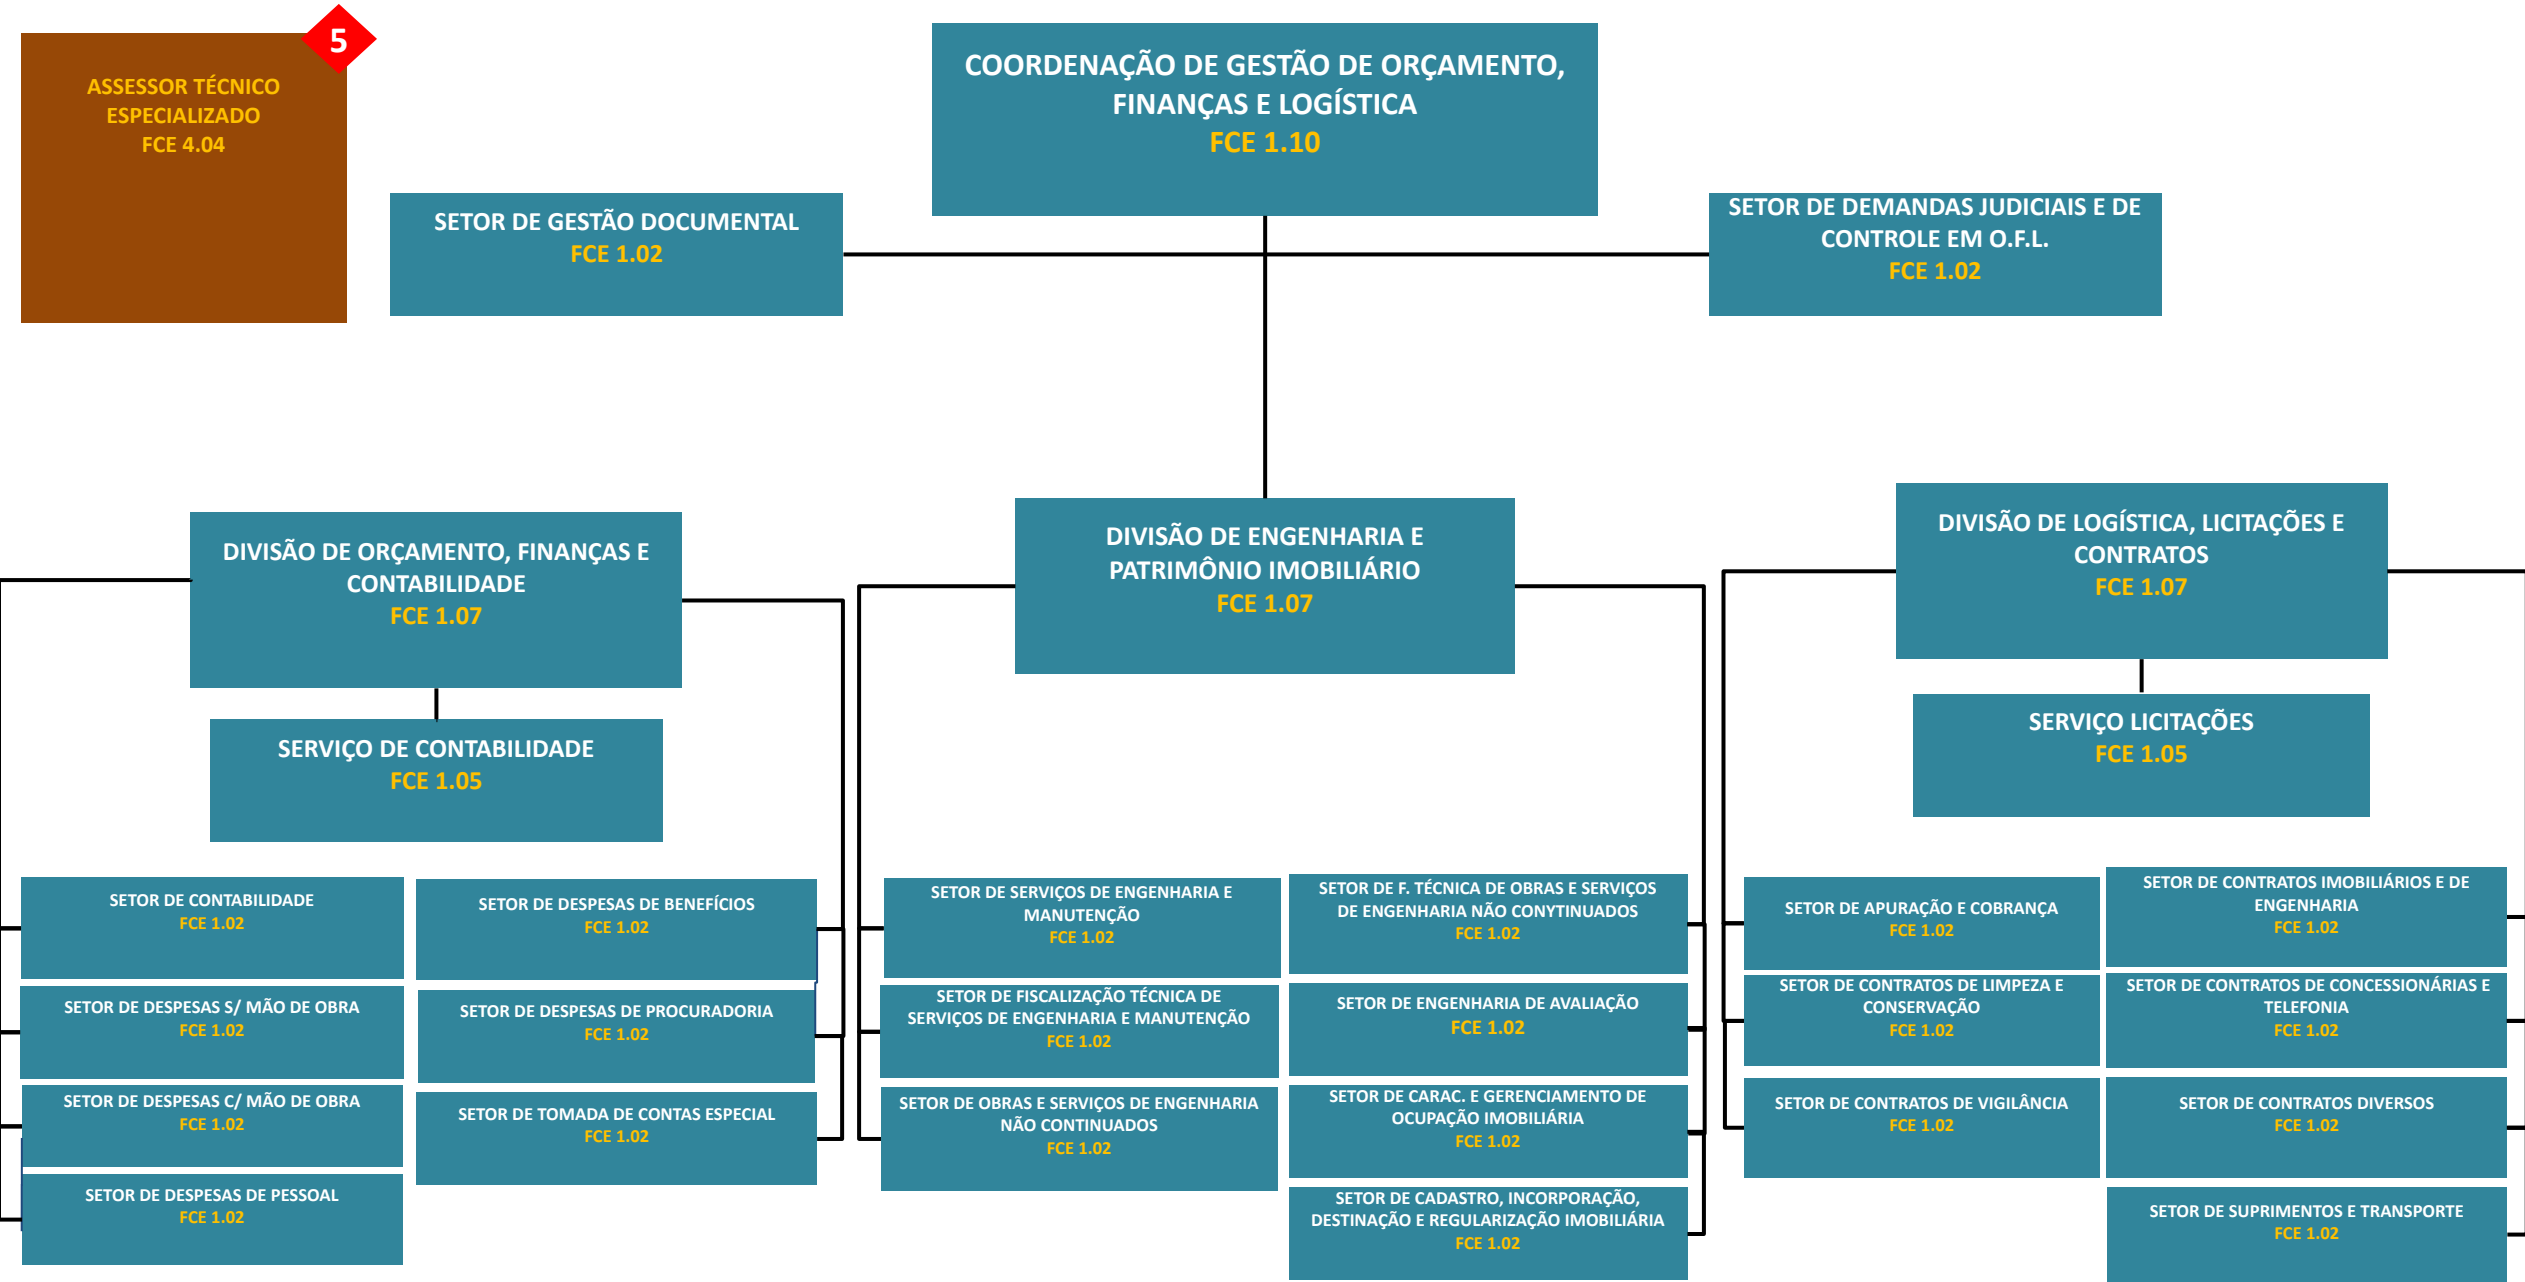 5
ASSESSOR TÉCNICO
ESPECIALIZADO
FCE 4.04
COORDENAÇÃO DE GESTÃO DE ORÇAMENTO,
FINANÇAS E LOGÍSTICA
FCE 1.10
SETOR DE GESTÃO DOCUMENTAL
FCE 1.02
SETOR DE DEMANDAS JUDICIAIS E DE
CONTROLE EM O.F.L.
FCE 1.02
DIVISÃO DE ORÇAMENTO, FINANÇAS E
CONTABILIDADE
FCE 1.07
DIVISÃO DE ENGENHARIA E
PATRIMÔNIO IMOBILIÁRIO
FCE 1.07
DIVISÃO DE LOGÍSTICA, LICITAÇÕES E
CONTRATOS
FCE 1.07
SERVIÇO DE CONTABILIDADE
FCE 1.05
SERVIÇO LICITAÇÕES
FCE 1.05
SETOR DE CONTABILIDADE
FCE 1.02
SETOR DE DESPESAS S/ MÃO DE OBRA
FCE 1.02
SETOR DE DESPESAS C/ MÃO DE OBRA
FCE 1.02
SETOR DE DESPESAS DE PESSOAL
FCE 1.02
SETOR DE DESPESAS DE BENEFÍCIOS
FCE 1.02
SETOR DE DESPESAS DE PROCURADORIA
FCE 1.02
SETOR DE TOMADA DE CONTAS ESPECIAL
FCE 1.02
SETOR DE SERVIÇOS DE ENGENHARIA E
MANUTENÇÃO
FCE 1.02
SETOR DE FISCALIZAÇÃO TÉCNICA DE
SERVIÇOS DE ENGENHARIA E MANUTENÇÃO
FCE 1.02
SETOR DE OBRAS E SERVIÇOS DE ENGENHARIA
NÃO CONTINUADOS
FCE 1.02
SETOR DE F. TÉCNICA DE OBRAS E SERVIÇOS
DE ENGENHARIA NÃO CONYTINUADOS
FCE 1.02
SETOR DE ENGENHARIA DE AVALIAÇÃO
FCE 1.02
SETOR DE CARAC. E GERENCIAMENTO DE
OCUPAÇÃO IMOBILIÁRIA
FCE 1.02
SETOR DE CADASTRO, INCORPORAÇÃO,
DESTINAÇÃO E REGULARIZAÇÃO IMOBILIÁRIA
FCE 1.02
SETOR DE APURAÇÃO E COBRANÇA
FCE 1.02
SETOR DE CONTRATOS DE LIMPEZA E
CONSERVAÇÃO
FCE 1.02
SETOR DE CONTRATOS DE VIGILÂNCIA
FCE 1.02
SETOR DE CONTRATOS IMOBILIÁRIOS E DE
ENGENHARIA
FCE 1.02
SETOR DE CONTRATOS DE CONCESSIONÁRIAS E
TELEFONIA
FCE 1.02
SETOR DE CONTRATOS DIVERSOS
FCE 1.02
SETOR DE SUPRIMENTOS E TRANSPORTE
FCE 1.02